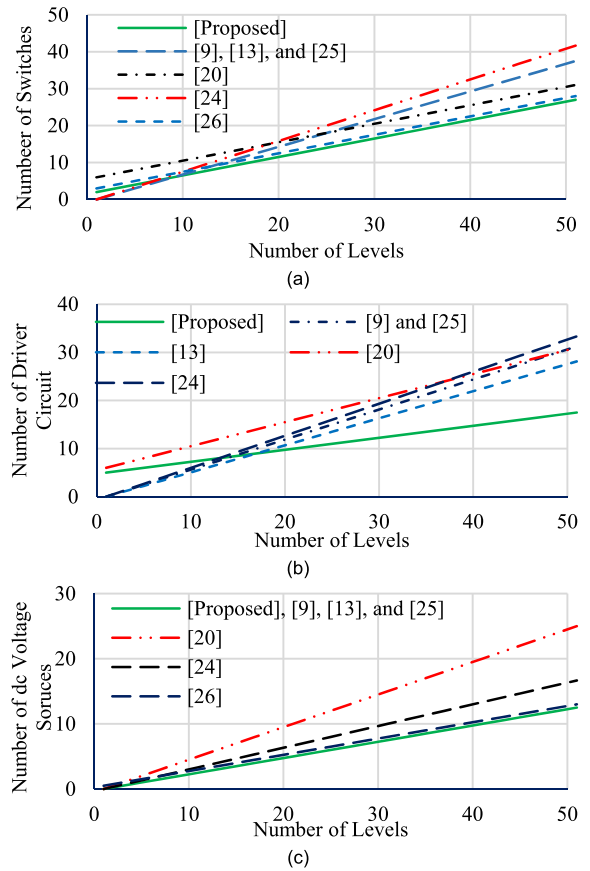 50
40
30
20
10
0
Numbeer of Switches
[Proposed]
[9], [13], and [25]
[20]
[24]
[26]
10
20
30
40
50
Number of Levels
(a)
40
30
20
10
0
Number of Driver
Circuit
[Proposed]
[9] and [25]
[13]
[20]
[24]
0
10
20
30
40
50
Number of Levels
(b)
30
20
10
0
Number of dc Voltage
Soruces
[Proposed], [9], [13], and [25]
[20]
[24]
[26]
0
10
20
30
40
50
Number of Levels
(c)